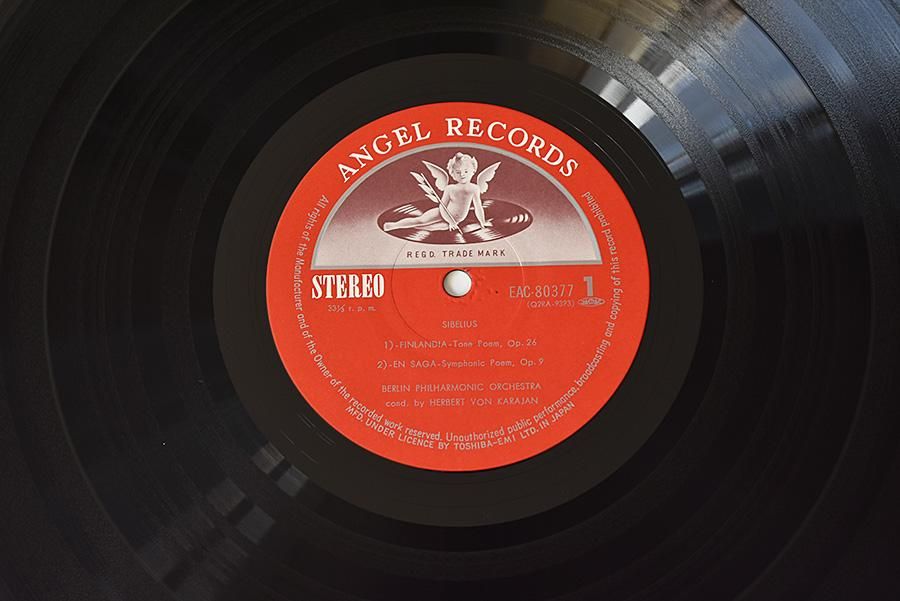 ANGEL RECORDS
REGD. TRADE MARK
STEREO
33⅓ r. p. m.
EAC-80377 1
(Q2RA-9393)
SIBELIUS
1)-FINLANDIA-Tone Poem, Op. 26
2)-EN SAGA-Symphonic Poem, Op. 9
BERLIN PHILHARMONIC ORCHESTRA
cond. by HERBERT VON KARAJAN
All rights of the Manufacturer and of the Owner of the recorded work reserved. Unauthorized public performance, broadcasting and copying of this record prohibited
MFD. UNDER LICENCE BY TOSHIBA-EMI LTD. IN JAPAN